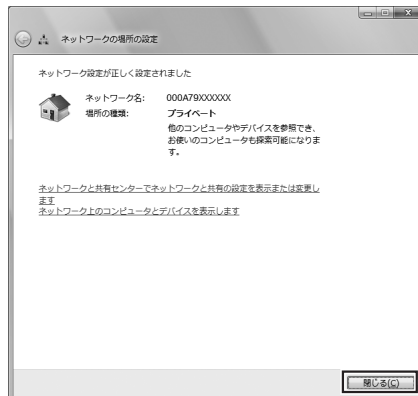 ネットワークの場所の設定
ネットワーク設定が正しく設定されました
ネットワーク名: 000A79XXXXXX
場所の種類: プライベート
他のコンピュータやデバイスを参照でき、
お使いのコンピュータも探索可能になりま
す。
ネットワークと共有センターでネットワークと共有の設定を表示または変更し
ます
ネットワーク上のコンピュータとデバイスを表示します
閉じる(C)